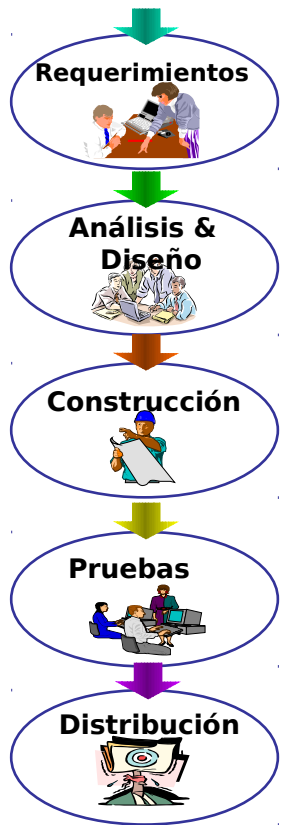 Requerimientos
Análisis &
Diseño
Construcción
Pruebas
Distribución